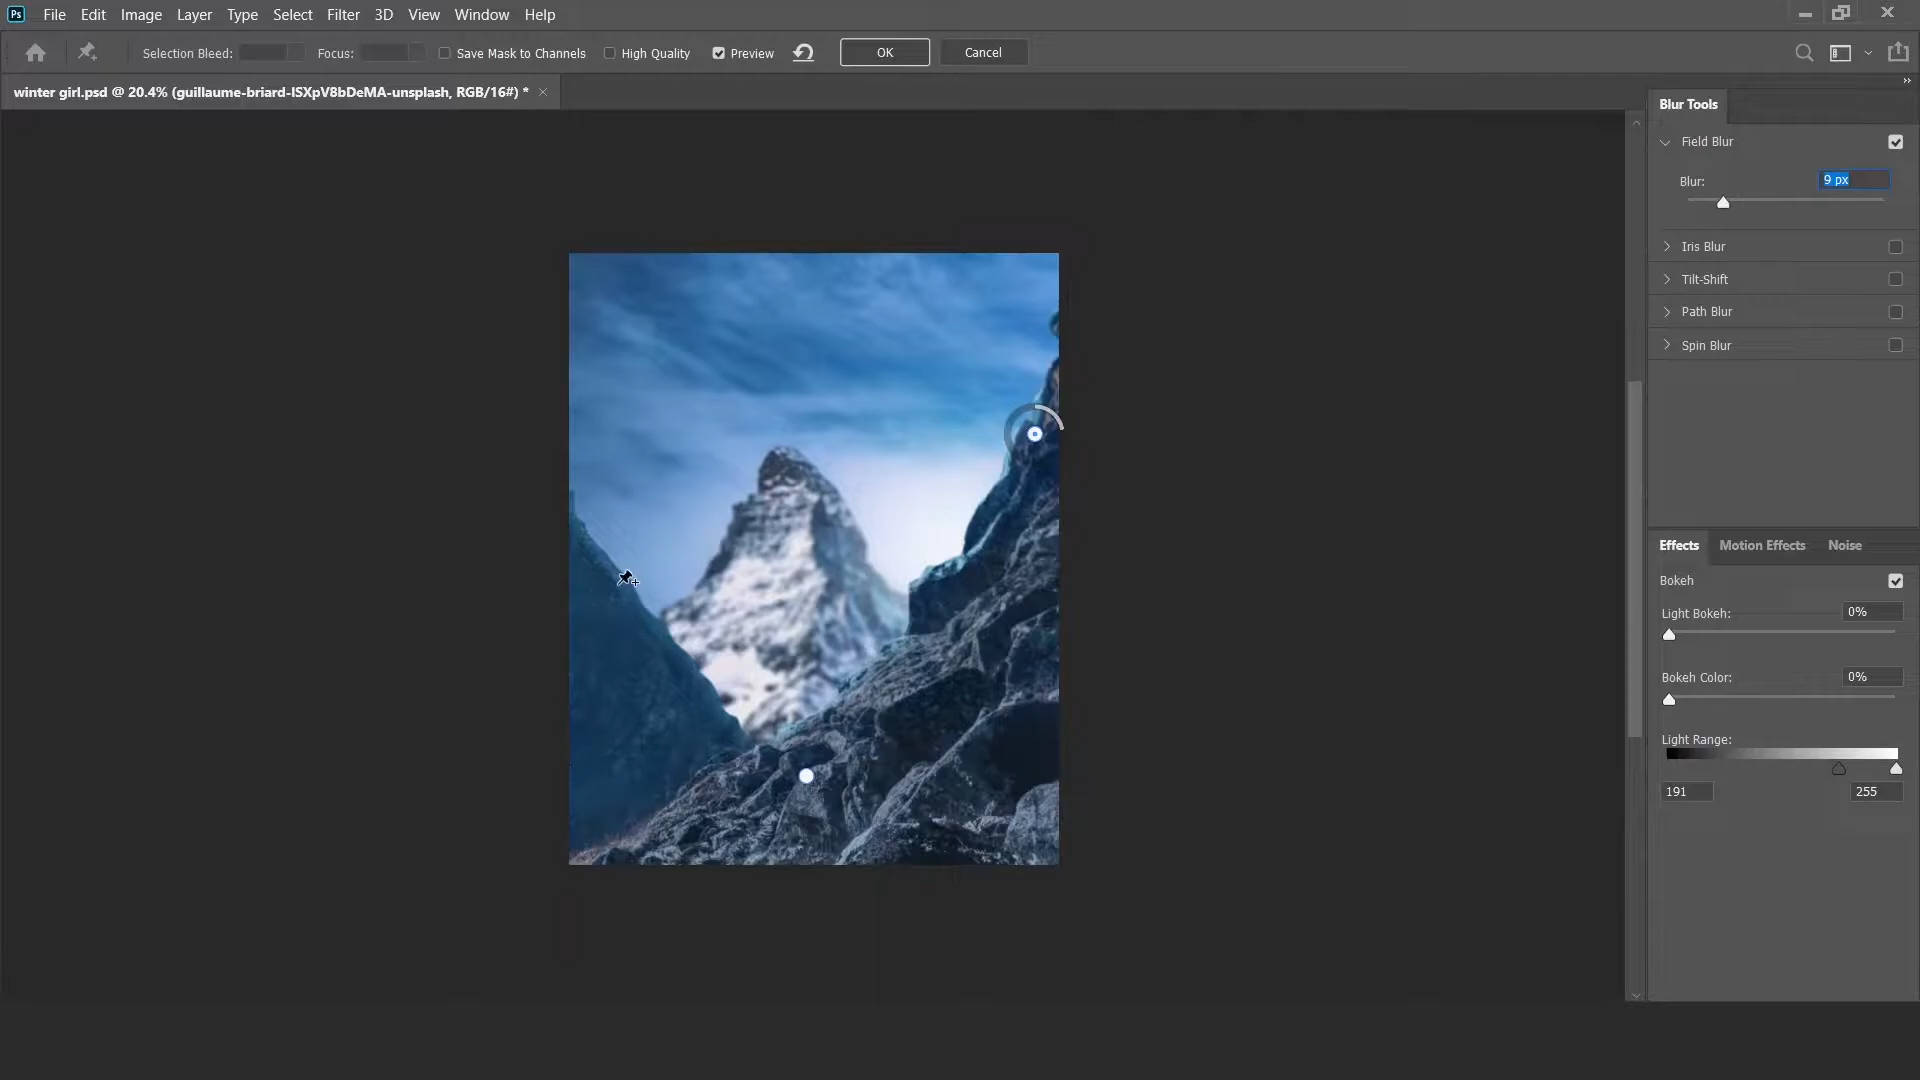 Ps File Edit Image Layer Type Select Filter 3D View Window Help
Selection Bleed: Focus: Save Mask to Channels High Quality Preview OK Cancel
winter girl.psd @ 20.4% (guillaume-briard-lSXpV8bDeMA-unsplash, RGB/16#) *
Blur Tools
Field Blur
Blur: 9 px
Iris Blur
Tilt-Shift
Path Blur
Spin Blur
Effects Motion Effects Noise
Bokeh
Light Bokeh: 0%
Bokeh Color: 0%
Light Range:
191 255